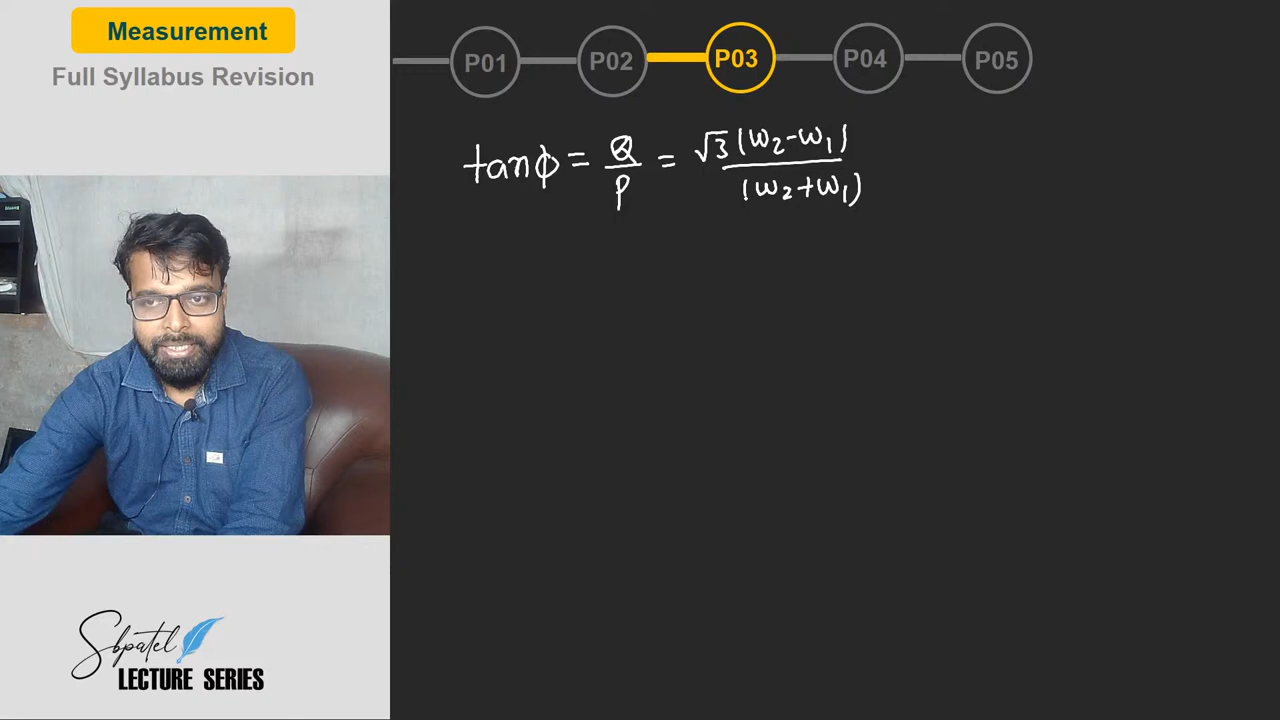 Measurement
Full Syllabus Revision
P01 P02 P03 P04 P05
tanϕ = Q/P = √3(W2-W1)/(W2+W1)
Sbpatel
LECTURE SERIES